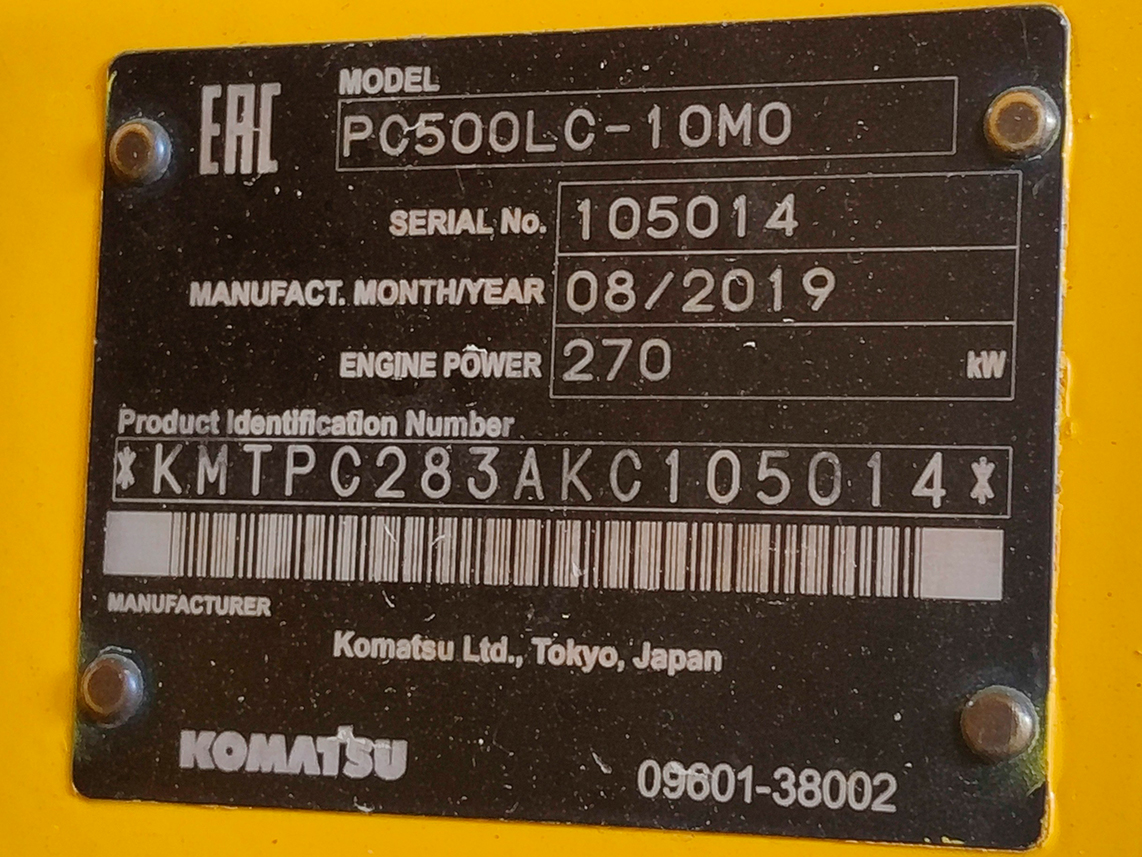 EAC
MODEL
PC500LC-10M0
SERIAL No. 105014
MANUFACT. MONTH/YEAR 08/2019
ENGINE POWER 270 kW
Product Identification Number
*KMTPC283AKC105014*
MANUFACTURER
Komatsu Ltd., Tokyo, Japan
KOMATSU
09601-38002